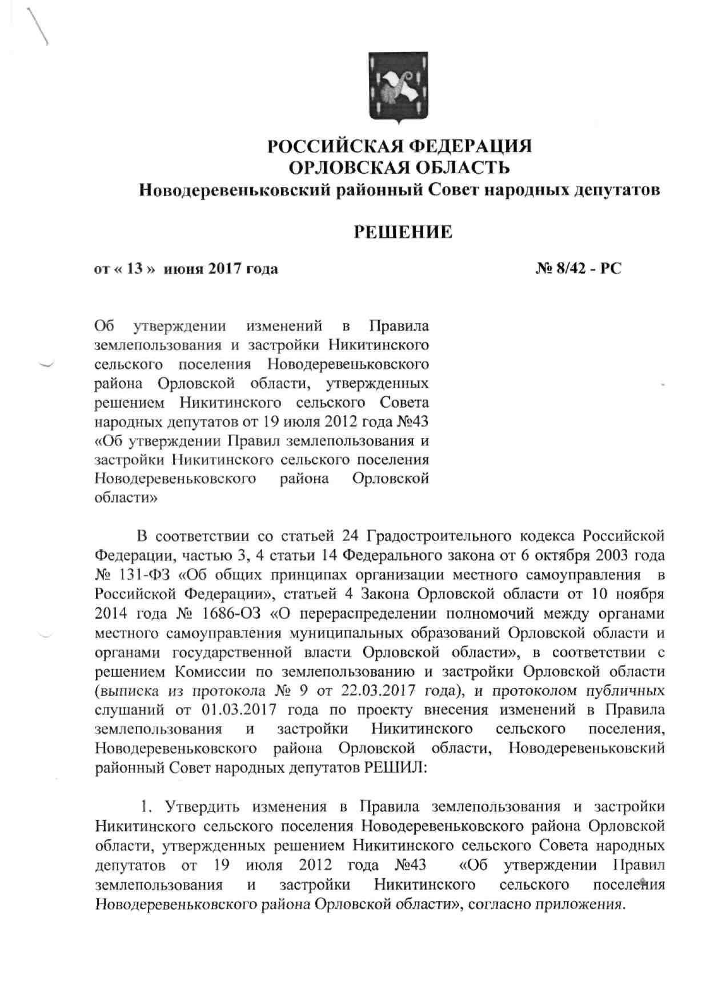 РОССИЙСКАЯ ФЕДЕРАЦИЯ
ОРЛОВСКАЯ ОБЛАСТЬ
Новодеревеньковский районный Совет народных депутатов
РЕШЕНИЕ
от « 13 » июня 2017 года № 8/42 - РС
Об утверждении изменений в Правила
землепользования и застройки Никитинского
сельского поселения Новодеревеньковского
района Орловской области, утвержденных
решением Никитинского сельского Совета
народных депутатов от 19 июля 2012 года №43
«Об утверждении Правил землепользования и
застройки Никитинского сельского поселения
Новодеревеньковского района Орловской
области»
В соответствии со статьей 24 Градостроительного кодекса Российской
Федерации, частью 3, 4 статьи 14 Федерального закона от 6 октября 2003 года
№ 131-ФЗ «Об общих принципах организации местного самоуправления в
Российской Федерации», статьей 4 Закона Орловской области от 10 ноября
2014 года № 1686-ОЗ «О перераспределении полномочий между органами
местного самоуправления муниципальных образований Орловской области и
органами государственной власти Орловской области», в соответствии с
решением Комиссии по землепользованию и застройки Орловской области
(выписка из протокола № 9 от 22.03.2017 года), и протоколом публичных
слушаний от 01.03.2017 года по проекту внесения изменений в Правила
землепользования и застройки Никитинского сельского поселения,
Новодеревеньковского района Орловской области, Новодеревеньковский
районный Совет народных депутатов РЕШИЛ:
1. Утвердить изменения в Правила землепользования и застройки
Никитинского сельского поселения Новодеревеньковского района Орловской
области, утвержденных решением Никитинского сельского Совета народных
депутатов от 19 июля 2012 года №43 «Об утверждении Правил
землепользования и застройки Никитинского сельского поселения
Новодеревеньковского района Орловской области», согласно приложения.